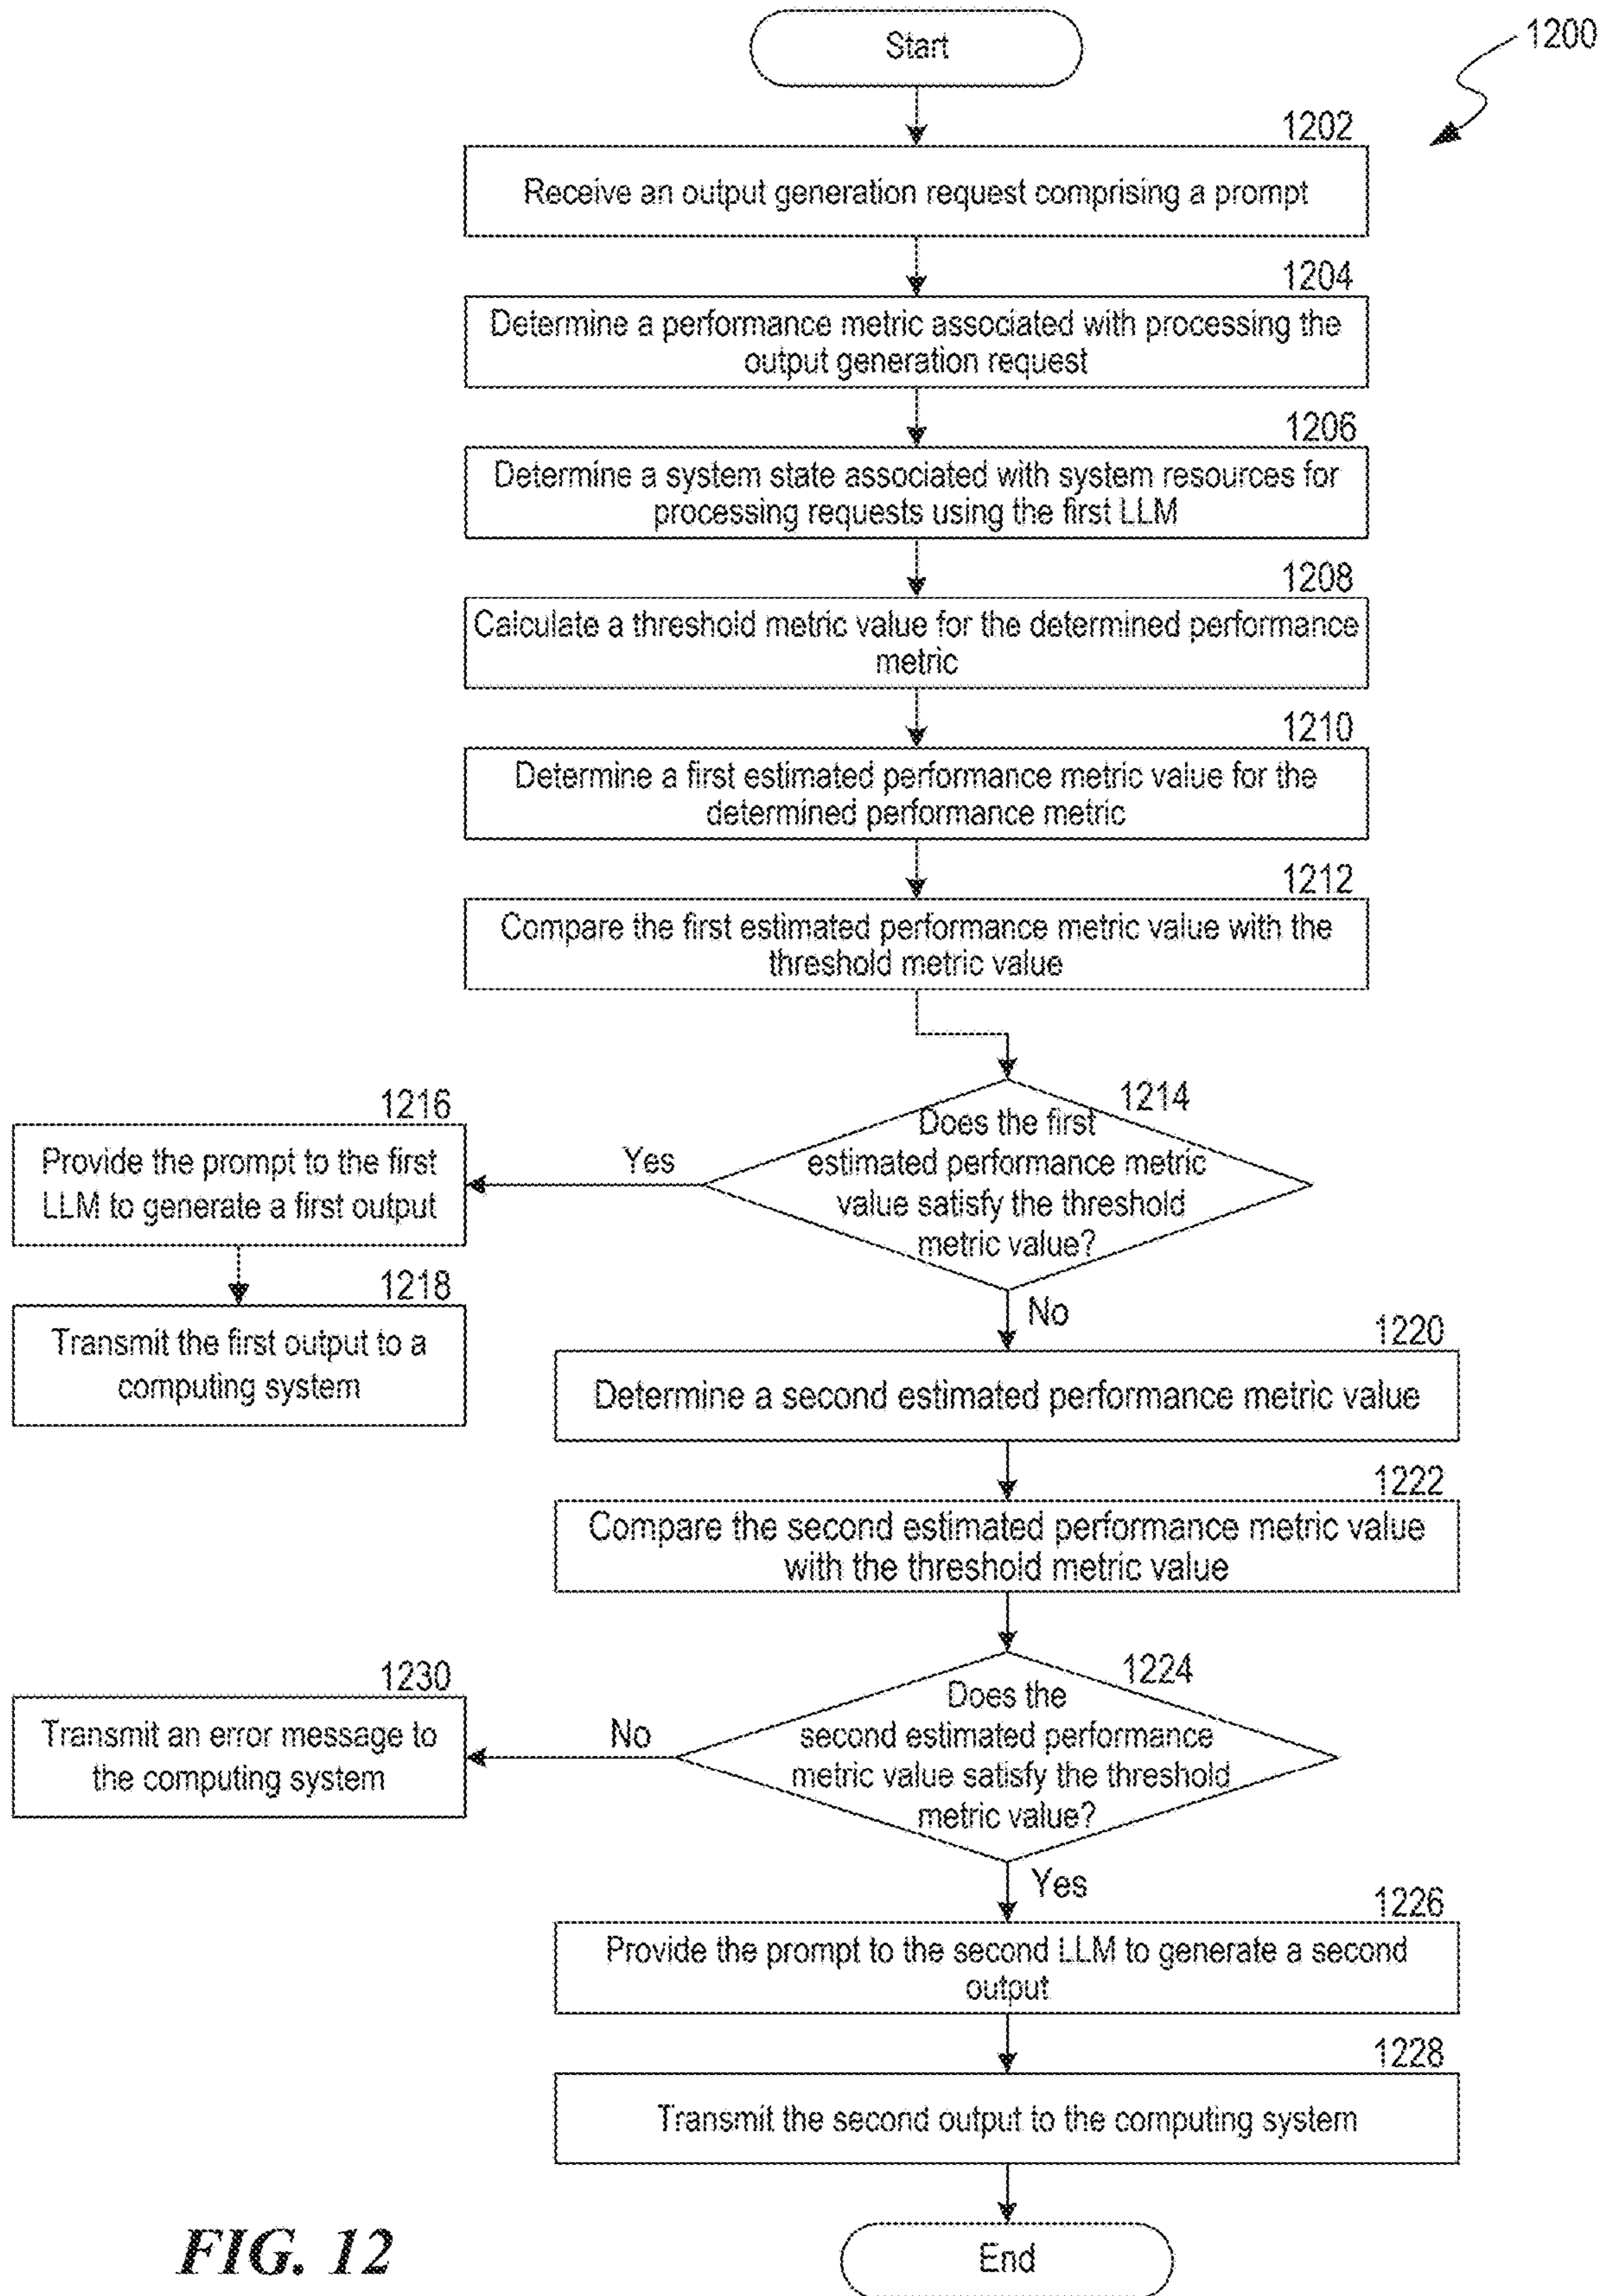 Start
1200
1202
Receive an output generation request comprising a prompt
1204
Determine a performance metric associated with processing the
output generation request
1206
Determine a system state associated with system resources for
processing requests using the first LLM
1208
Calculate a threshold metric value for the determined performance
metric
1210
Determine a first estimated performance metric value for the
determined performance metric
1212
Compare the first estimated performance metric value with the
threshold metric value
1214
Does the first
estimated performance metric
value satisfy the threshold
metric value?
Yes
1216
Provide the prompt to the first
LLM to generate a first output
1218
Transmit the first output to a
computing system
No
1220
Determine a second estimated performance metric value
1222
Compare the second estimated performance metric value
with the threshold metric value
1224
Does the
second estimated performance
metric value satisfy the threshold
metric value?
No
1230
Transmit an error message to
the computing system
Yes
1226
Provide the prompt to the second LLM to generate a second
output
1228
Transmit the second output to the computing system
End
FIG. 12